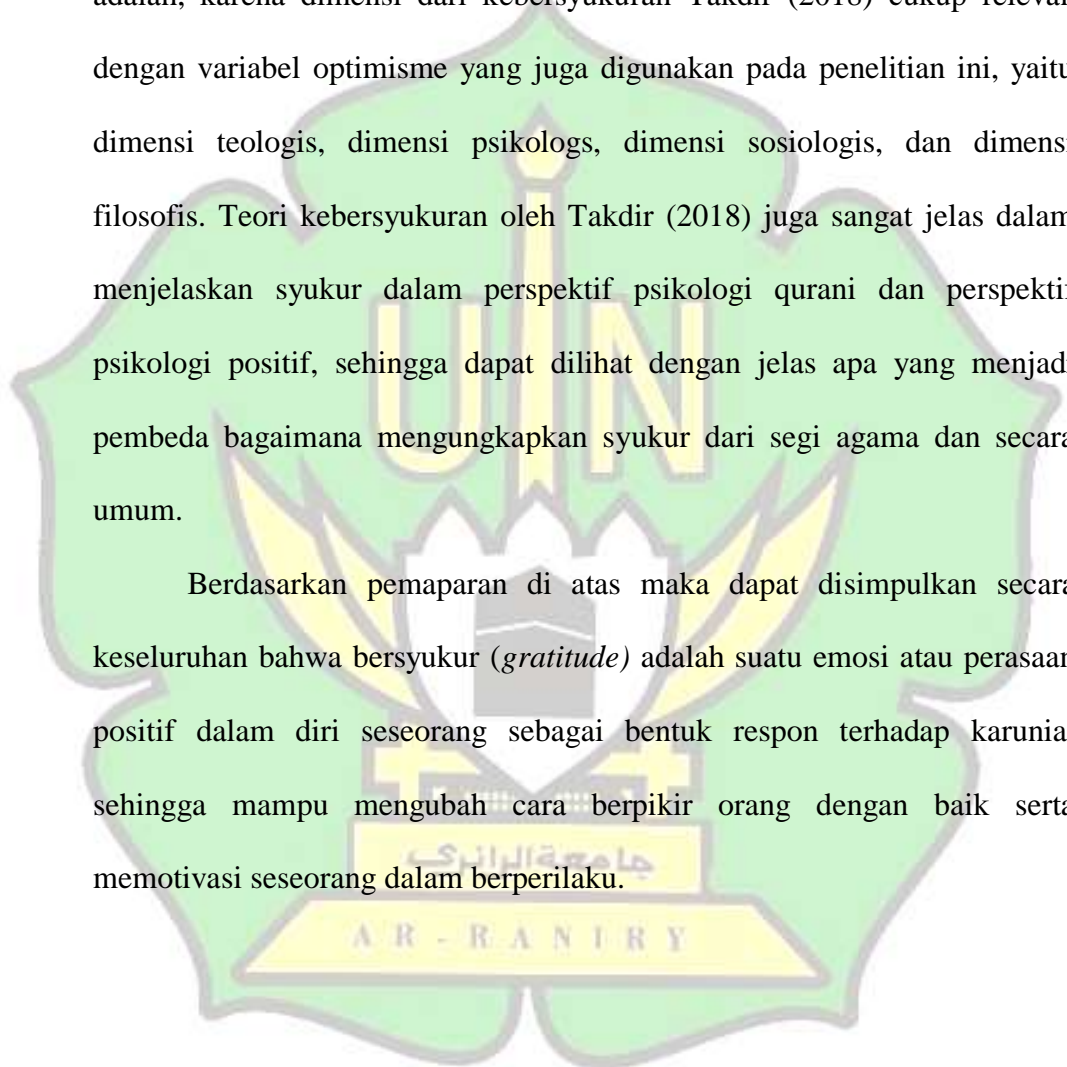 dengan variabel optimisme yang juga digunakan pada penelitian ini, yaitu
dimensi teologis, dimensi psikologs, dimensi sosiologis, dan dimensi
filosofis. Teori kebersyukuran oleh Takdir (2018) juga sangat jelas dalam
menjelaskan syukur dalam perspektif psikologi qurani dan perspektif
psikologi positif, sehingga dapat dilihat dengan jelas apa yang menjadi
pembeda bagaimana mengungkapkan syukur dari segi agama dan secara
umum.
Berdasarkan pemaparan di atas maka dapat disimpulkan secara
keseluruhan bahwa bersyukur (gratitude) adalah suatu emosi atau perasaan
positif dalam diri seseorang sebagai bentuk respon terhadap karunia
sehingga mampu mengubah cara berpikir orang dengan baik serta
memotivasi seseorang dalam berperilaku.
UIN
جامعة الرانري
AR-RANIRY